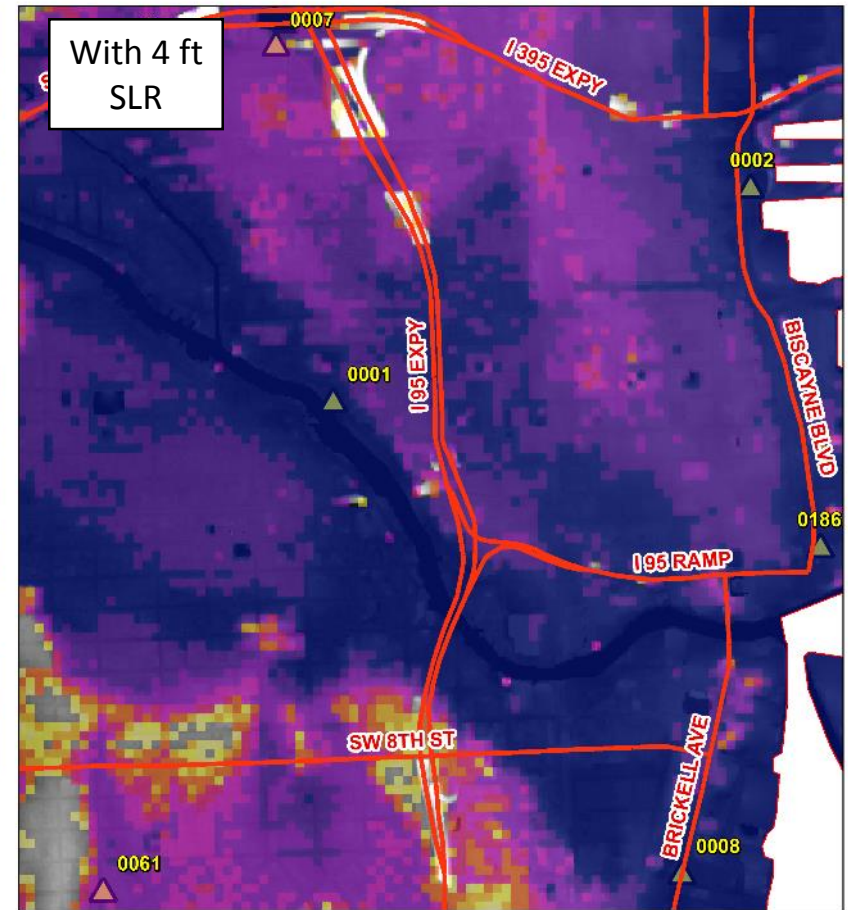 0007
With 4 ft
SLR
I 395 EXPY
0002
I 95 EXPY
0001
BISCAYNE BLVD
0186
I 95 RAMP
SW 8TH ST
BRICKELL AVE
0008
0061